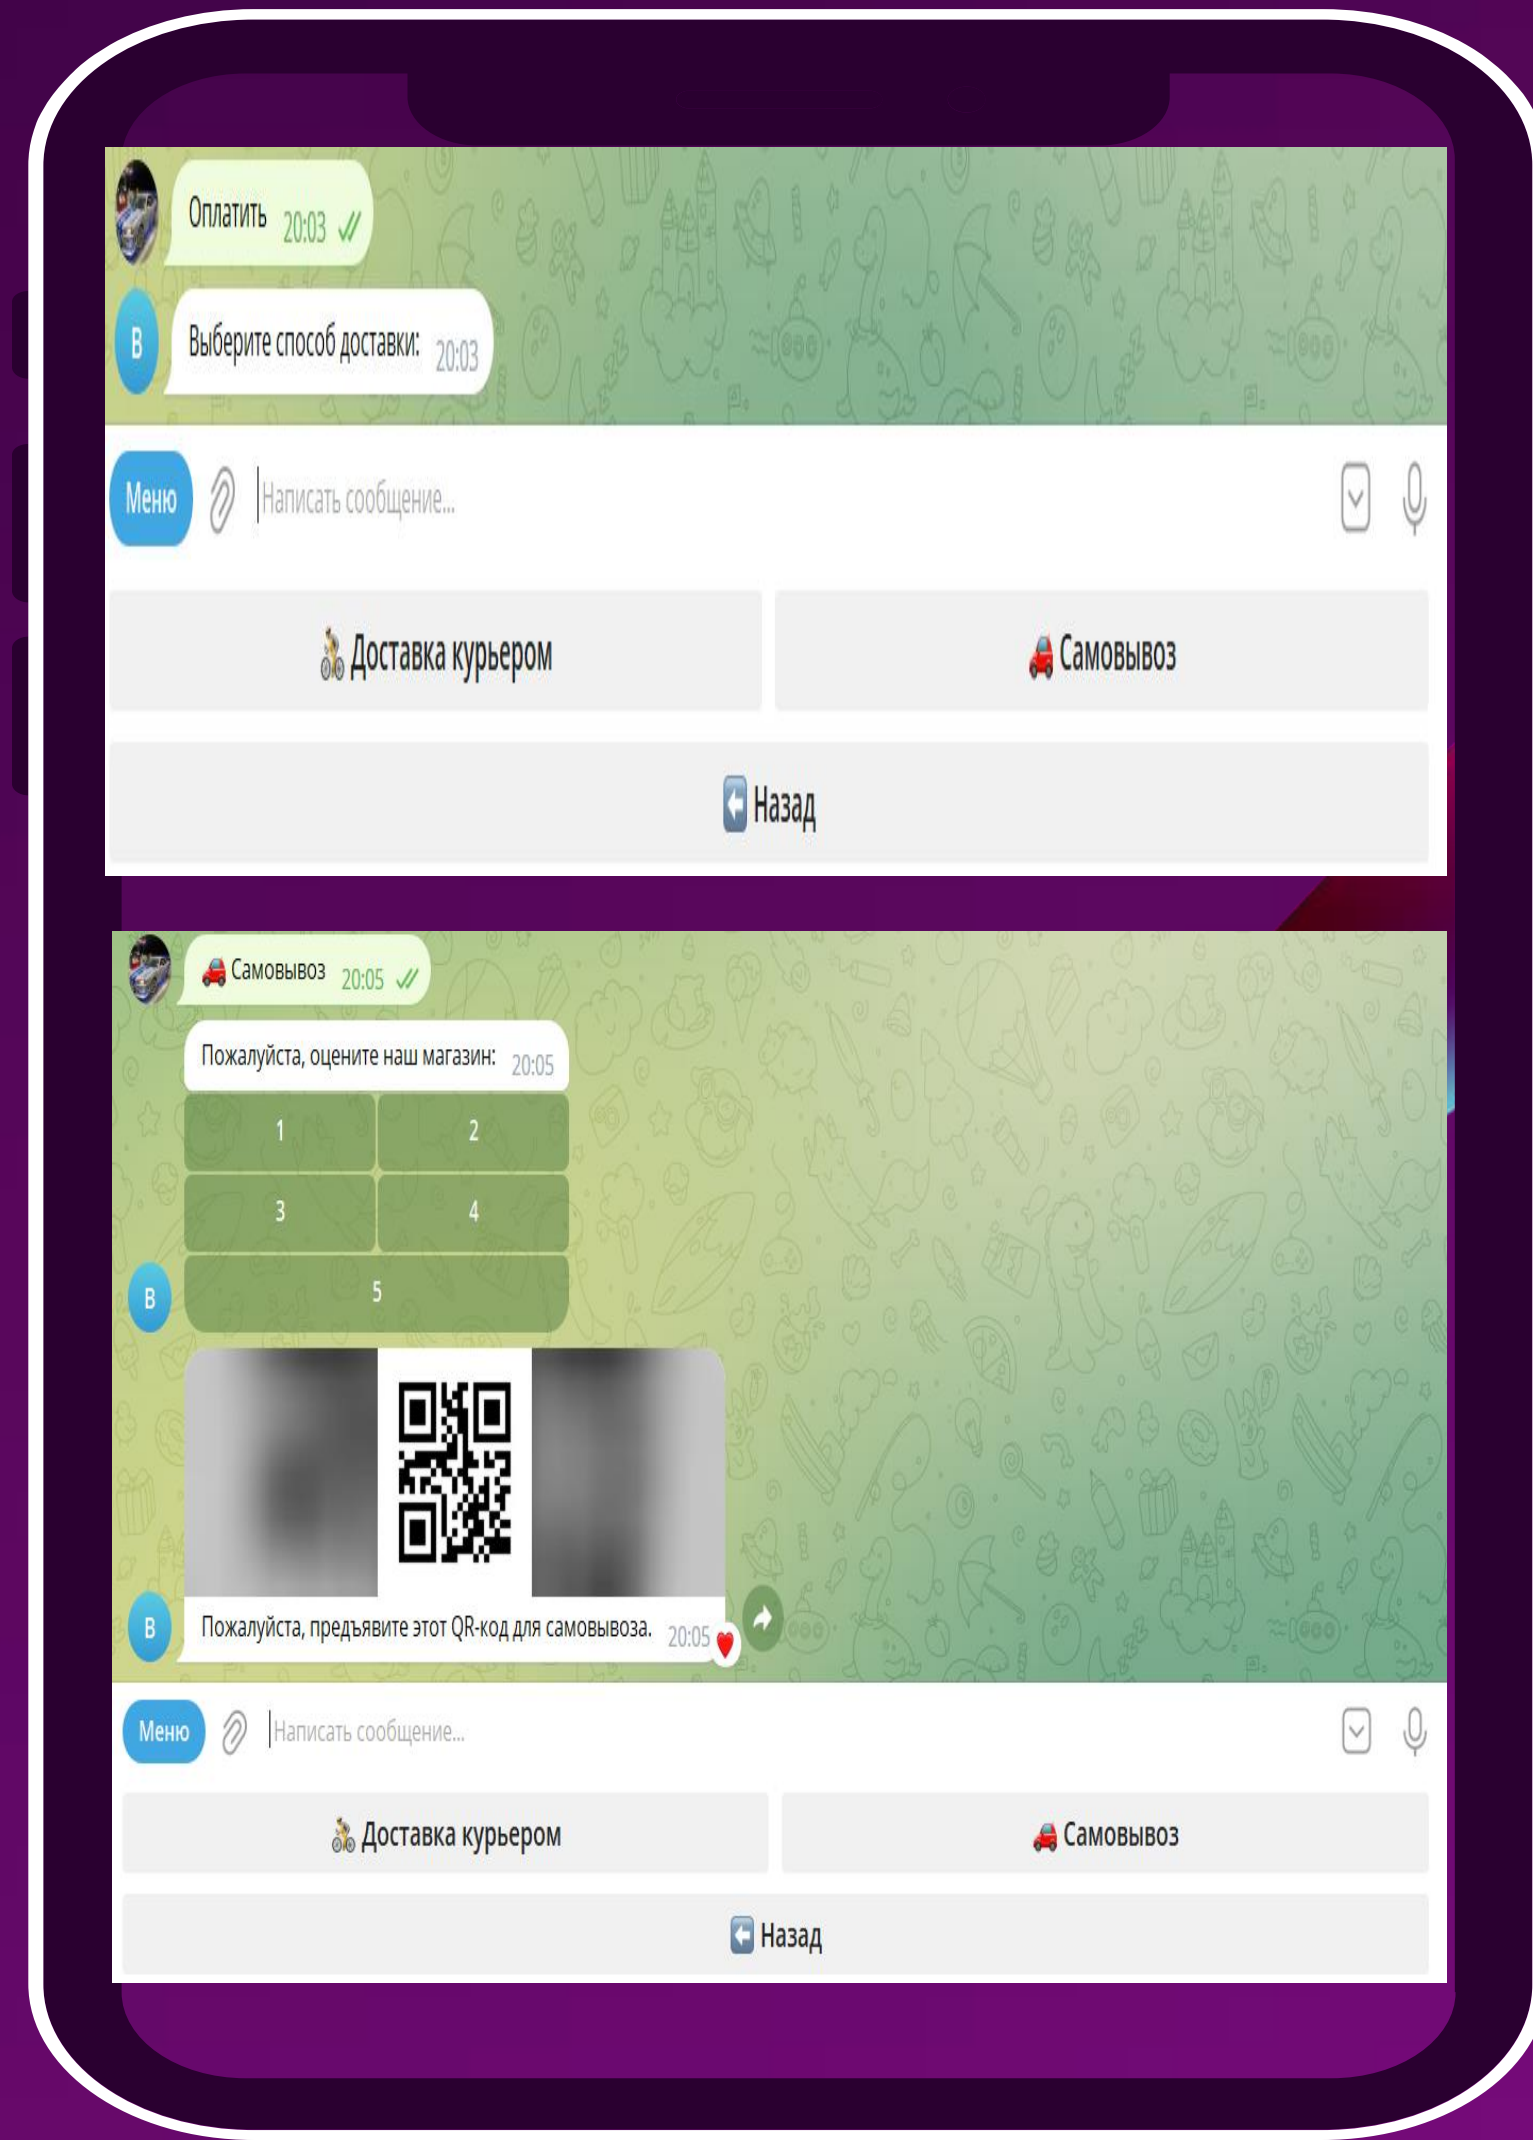 Оплатить 20:03
В
Выберите способ доставки: 20:03
Меню
Написать сообщение...
Доставка курьером
Самовывоз
Назад
Самовывоз 20:05
Пожалуйста, оцените наш магазин: 20:05
1
2
3
4
5
В
В
Пожалуйста, предъявите этот QR-код для самовывоза. 20:05
Меню
Написать сообщение...
Доставка курьером
Самовывоз
Назад